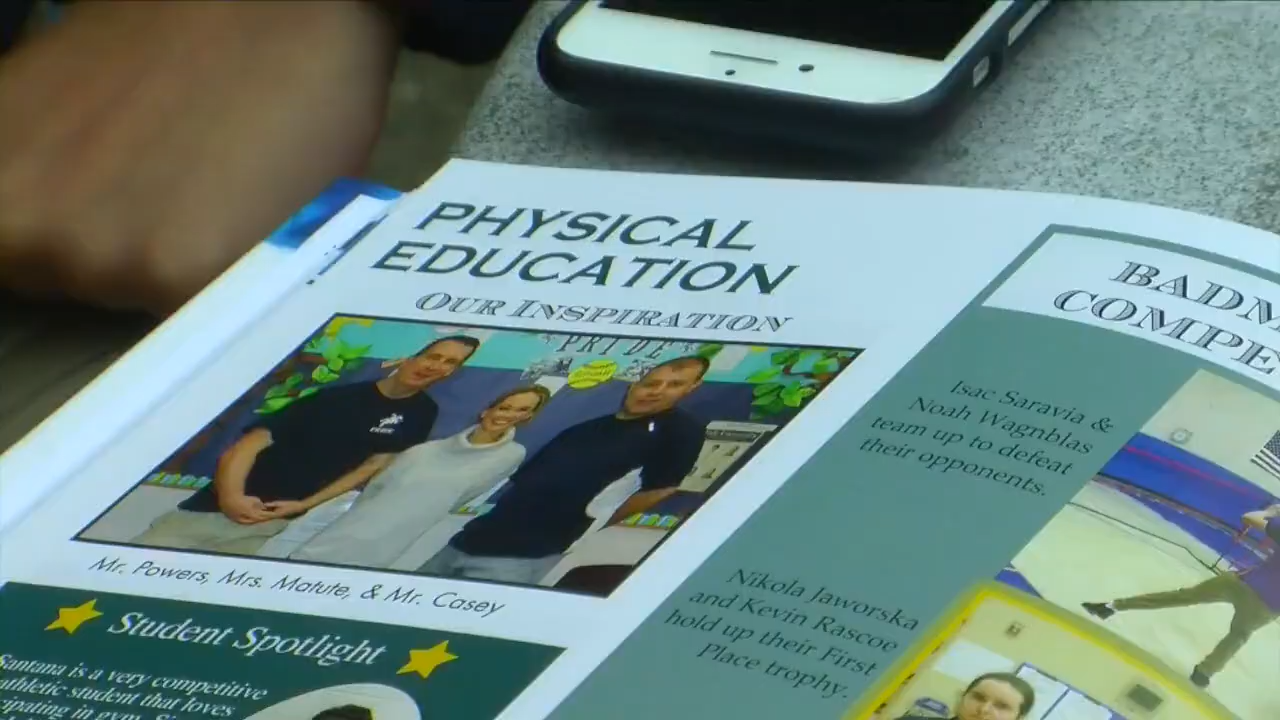 PHYSICAL
EDUCATION
OUR INSPIRATION
PRIDE
Mr. Powers, Mrs. Matute, & Mr. Casey
Student Spotlight
Santana is a very competitive
athletic student that loves
BADM
COMPE
Isac Saravia &
Noah Wagnblas
team up to defeat
their opponents.
Nikola Jaworska
and Kevin Rascoe
hold up their First
Place trophy.